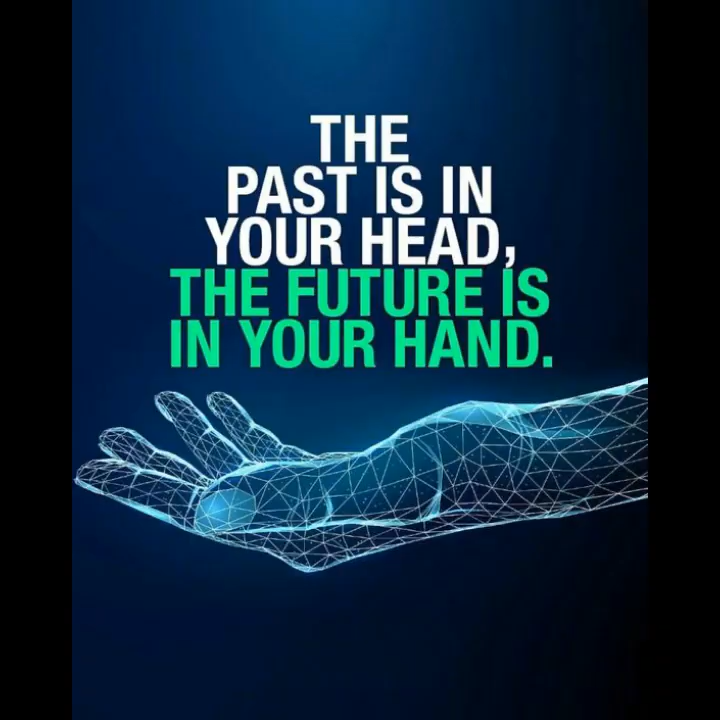 THE
PAST IS IN
YOUR HEAD,
THE FUTURE IS
IN YOUR HAND.